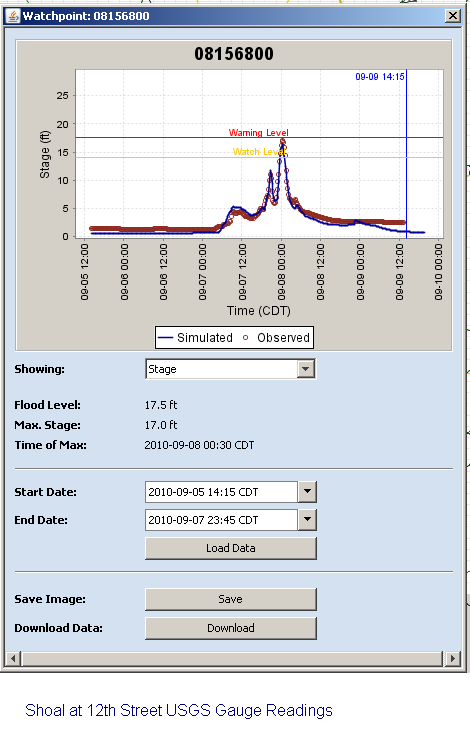 Watchpoint: 08156800
08156800
09-09 14:15
Warning Level
Watch Level
Stage (ft)
25
20
15
10
5
0
09-05 12:00
09-06 00:00
09-06 12:00
09-07 00:00
09-07 12:00
09-08 00:00
09-08 12:00
09-09 00:00
09-09 12:00
09-10 00:00
Time (CDT)
Simulated Observed
Showing: Stage
Flood Level: 17.5 ft
Max. Stage: 17.0 ft
Time of Max: 2010-09-08 00:30 CDT
Start Date: 2010-09-05 14:15 CDT
End Date: 2010-09-07 23:45 CDT
Load Data
Save Image: Save
Download Data: Download
Shoal at 12th Street USGS Gauge Readings